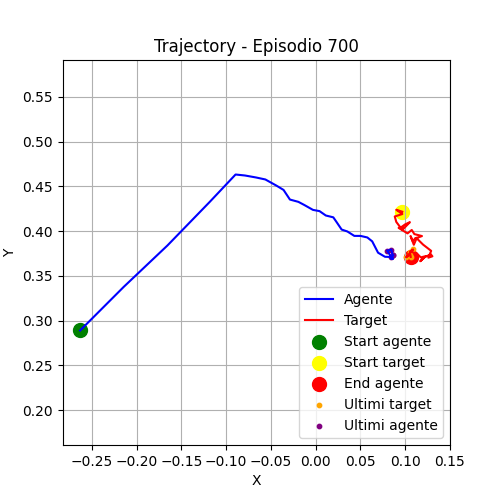 Trajectory - Episodio 700
Y
0.55
0.50
0.45
0.40
0.35
0.30
0.25
0.20
Agente
Target
Start agente
Start target
End agente
Ultimi target
Ultimi agente
−0.25 −0.20 −0.15 −0.10 −0.05 0.00 0.05 0.10 0.15
X